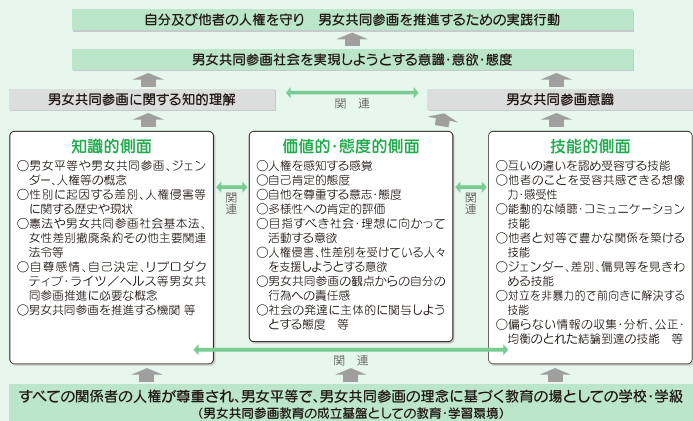 自分及び他者の人権を守り 男女共同参画を推進するための実践行動
男女共同参画社会を実現しようとする意識・意欲・態度
男女共同参画に関する知的理解
関 連
男女共同参画意識
知識的側面
○男女平等や男女共同参画、ジェン
ダー、人権等の概念
○性別に起因する差別、人権侵害等
に関する歴史や現状
○憲法や男女共同参画社会基本法、
女性差別撤廃条約その他主要関連
法令等
○自尊感情、自己決定、リプロダク
ティブ・ライツ／ヘルス等男女共
同参画推進に必要な概念
○男女共同参画を推進する機関 等
関連
価値的・態度的側面
○人権を感知する感覚
○自己肯定的態度
○自他を尊重する意志・態度
○多様性への肯定的評価
○目指すべき社会・理想に向かって
活動する意欲
○人権侵害、性差別を受けている人々
を支援しようとする意欲
○男女共同参画の観点からの自分の
行為への責任感
○社会の発達に主体的に関与しよう
とする態度 等
関連
技能的側面
○互いの違いを認め受容する技能
○他者のことを受容共感できる想像
力・感受性
○能動的な傾聴・コミュニケーション
技能
○他者と対等で豊かな関係を築ける
技能
○ジェンダー、差別、偏見等を見きわ
める技能
○対立を非暴力的で前向きに解決する
技能
○偏らない情報の収集・分析、公正・
均衡のとれた結論到達の技能 等
関 連
すべての関係者の人権が尊重され、男女平等で、男女共同参画の理念に基づく教育の場としての学校・学級
（男女共同参画教育の成立基盤としての教育・学習環境）